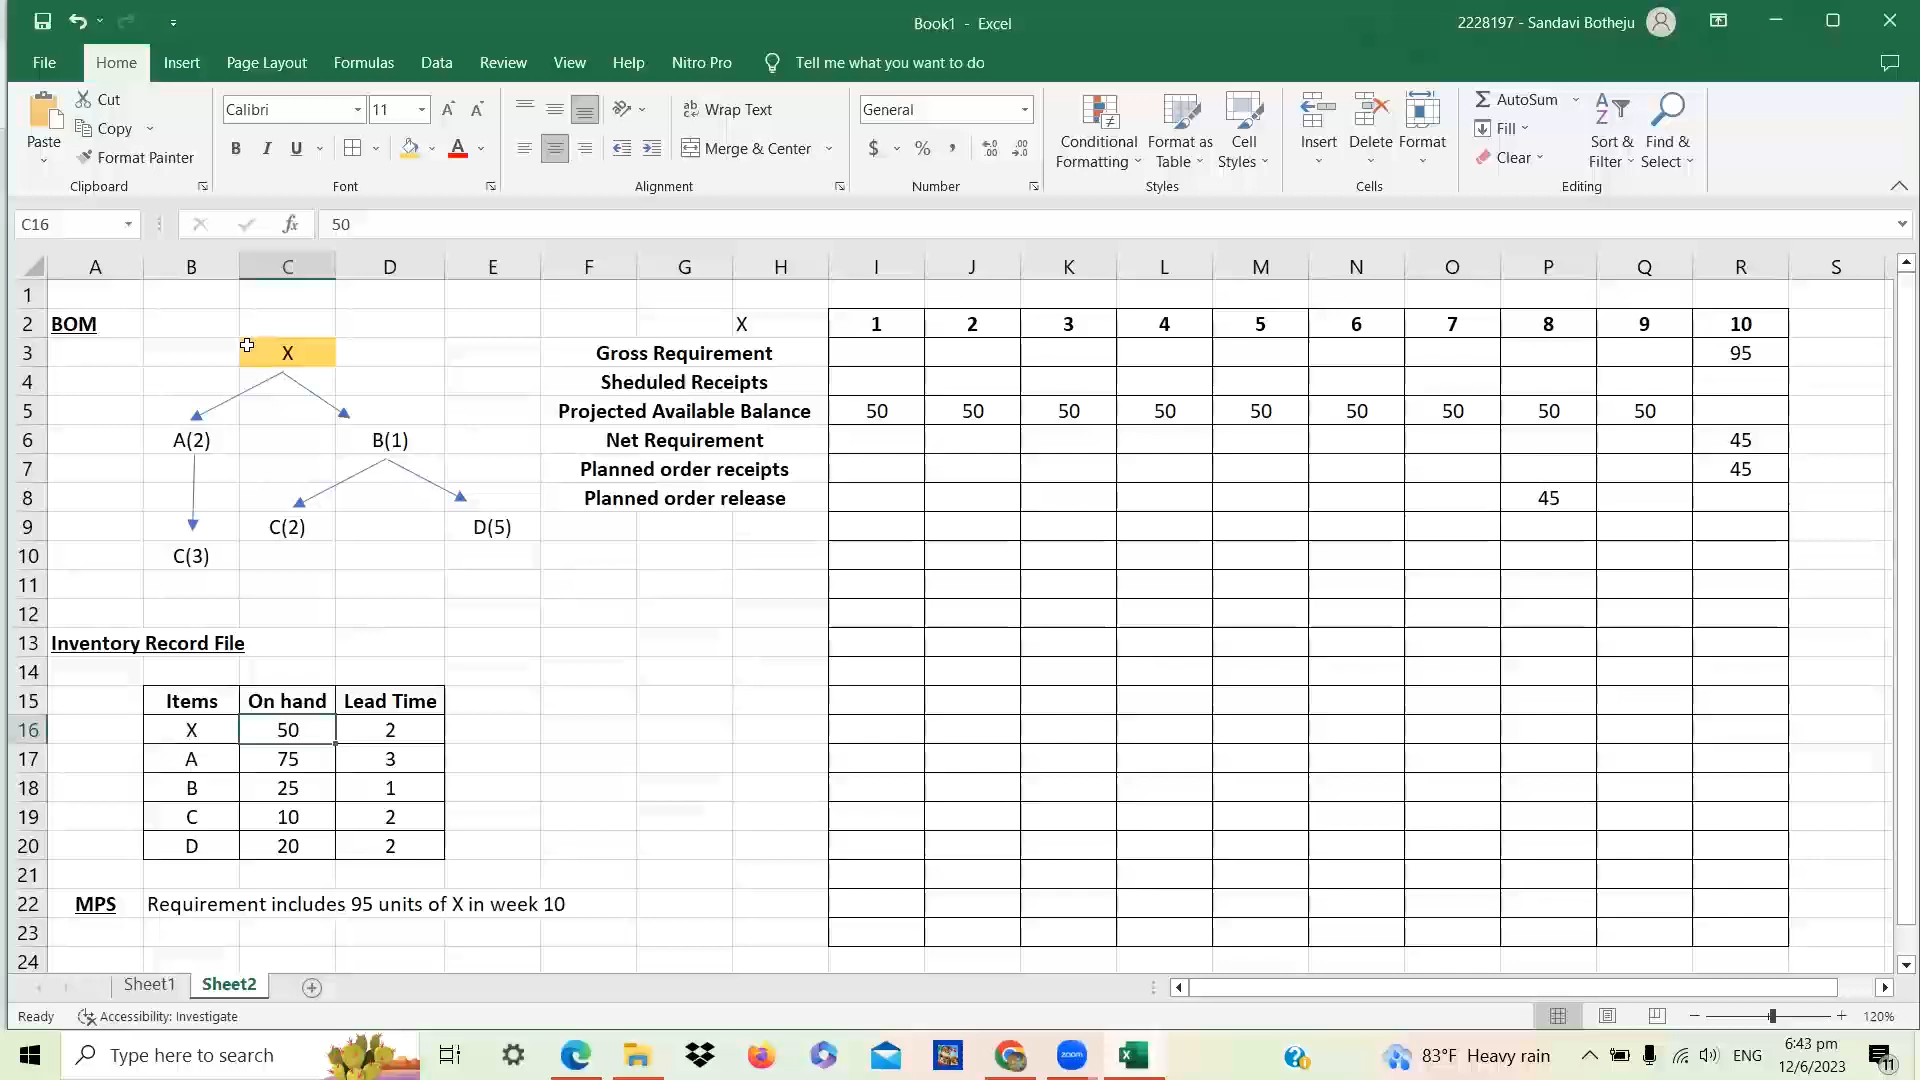 Book1 - Excel
2228197 - Sandavi Botheju
File Home Insert Page Layout Formulas Data Review View Help Nitro Pro Tell me what you want to do
Paste
Cut
Copy
Format Painter
Clipboard
Calibri 11
B I U
Font
Wrap Text
Merge & Center
Alignment
General
$ % ,
Number
Conditional Formatting
Format as Table
Cell Styles
Styles
Insert Delete Format
Cells
AutoSum
Fill
Clear
Sort & Filter
Find & Select
Editing
C16 fx 50
A B C D E F G H I J K L M N O P Q R S
1
2 BOM X 1 2 3 4 5 6 7 8 9 10
3 X Gross Requirement 95
4 Sheduled Receipts
5 Projected Available Balance 50 50 50 50 50 50 50 50 50
6 A(2) B(1) Net Requirement 45
7 Planned order receipts 45
8 Planned order release 45
9 C(2) D(5)
10 C(3)
11
12
13 Inventory Record File
14
15 Items On hand Lead Time
16 X 50 2
17 A 75 3
18 B 25 1
19 C 10 2
20 D 20 2
21
22 MPS Requirement includes 95 units of X in week 10
23
24
Sheet1 Sheet2
Ready Accessibility: Investigate 120%
Type here to search zoom 83°F Heavy rain ENG 6:43 pm
12/6/2023
11